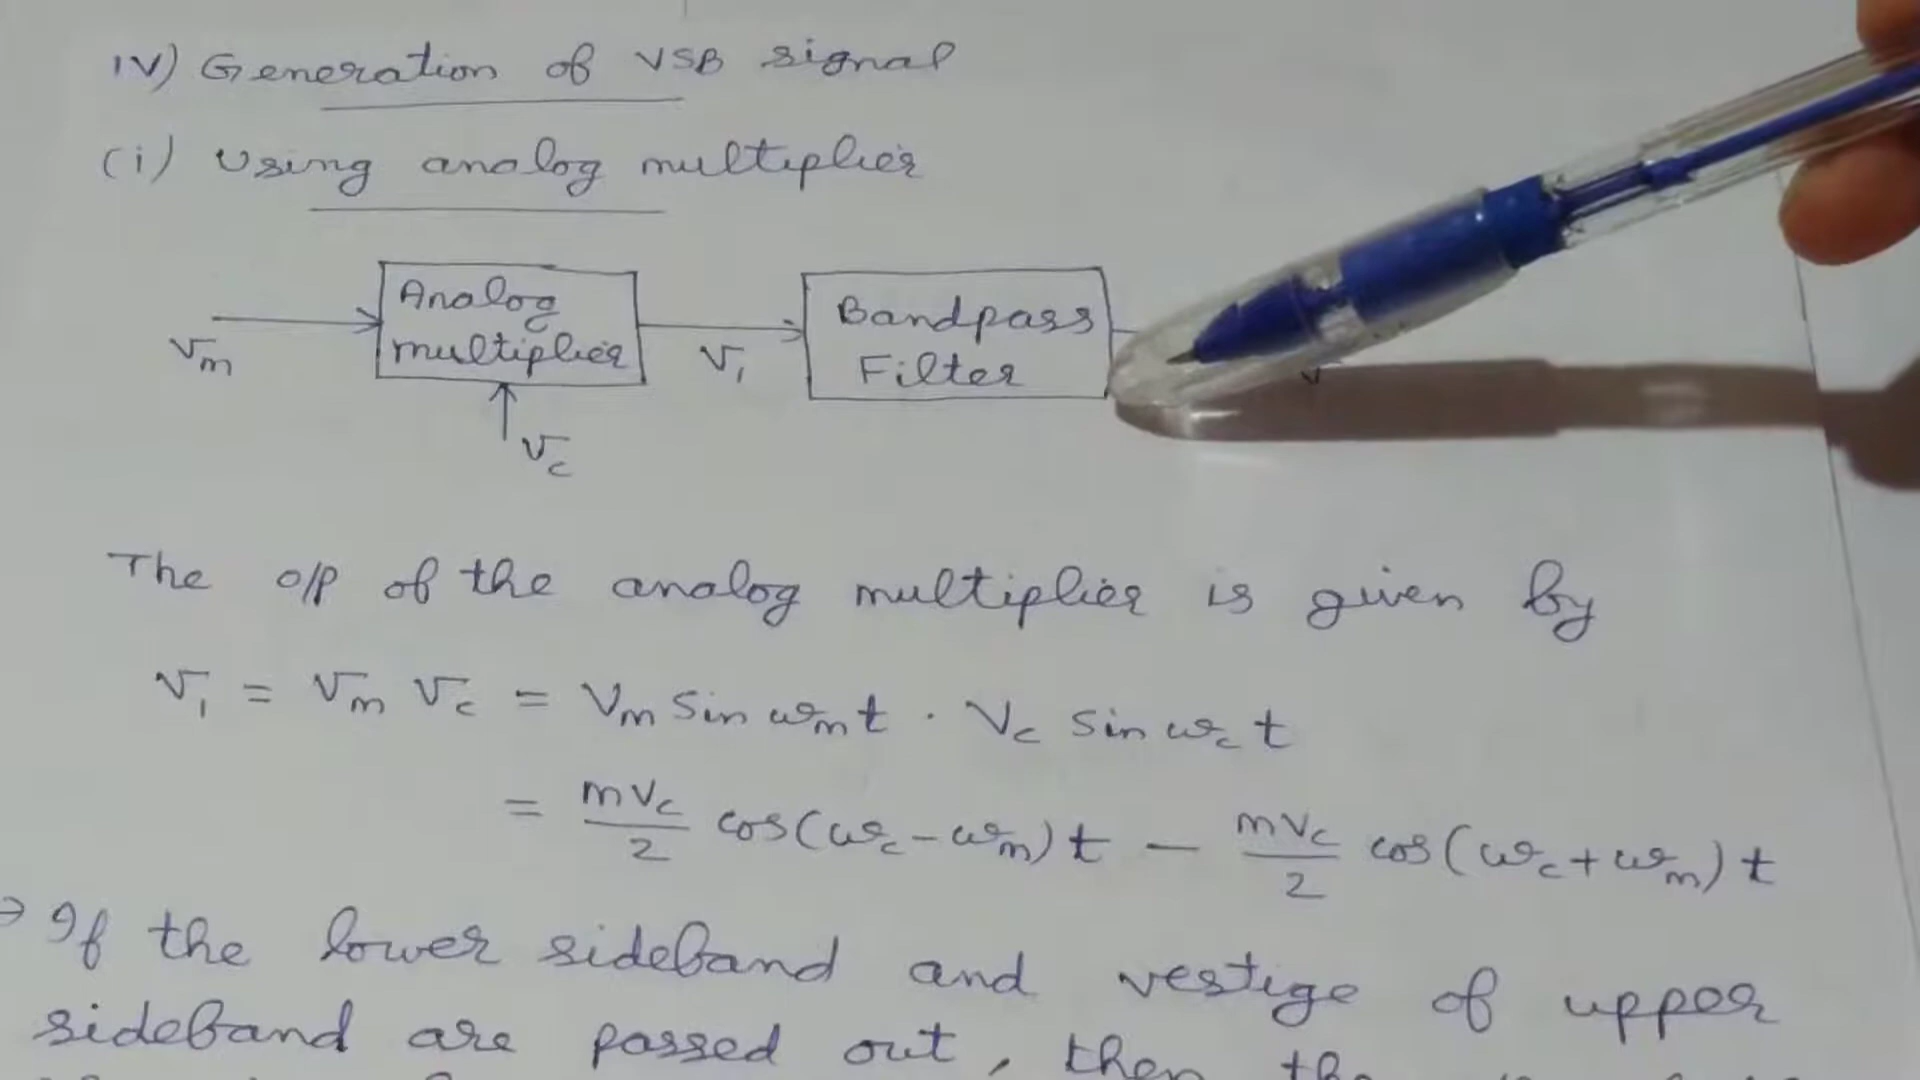 IV) Generation of VSB signal
(i) Using analog multiplier
Analog
multiplier
Bandpass
Filter
Vm
V1
Vc
The o/p of the analog multiplier is given by
V1 = Vm Vc = Vm Sin ωmt · Vc Sin ωct
= mVc/2 cos(ωc-ωm)t - mVc/2 cos(ωc+ωm)t
→ If the lower sideband and vestige of upper
sideband are passed out, then the